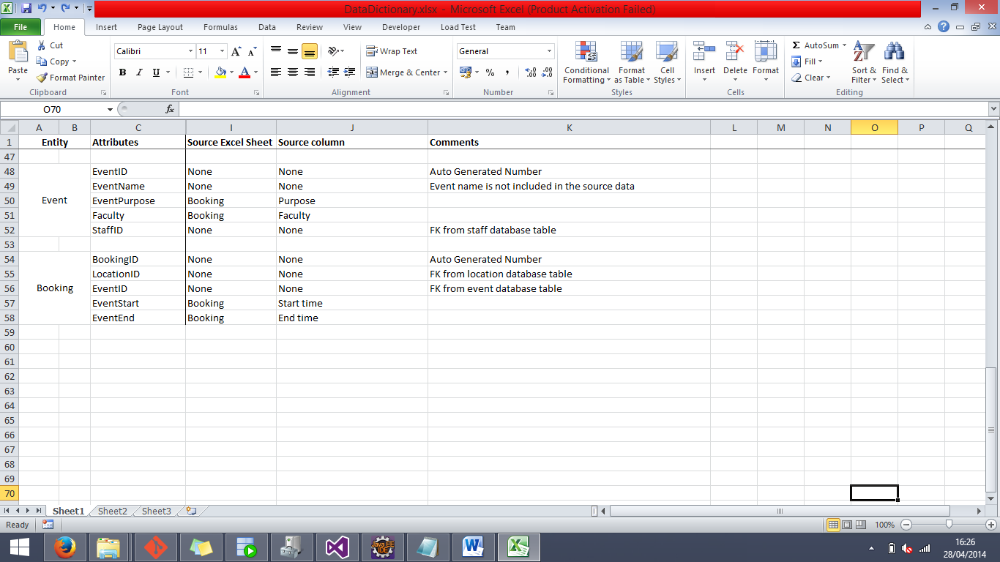 DataDictionary.xlsx - Microsoft Excel (Product Activation Failed)
File Home Insert Page Layout Formulas Data Review View Developer Load Test Team
Paste Cut Copy Format Painter Clipboard
Calibri 11 B I U Font
Wrap Text Merge & Center Alignment
General % , Number
Conditional Formatting Format as Table Cell Styles Styles
Insert Delete Format Cells
Σ AutoSum Fill Clear Sort & Filter Find & Select Editing
O70 fx
A B C I J K L M N O P Q
1 Entity Attributes Source Excel Sheet Source column Comments
47
48 EventID None None Auto Generated Number
49 EventName None None Event name is not included in the source data
50 Event EventPurpose Booking Purpose
51 Faculty Booking Faculty
52 StaffID None None FK from staff database table
53
54 BookingID None None Auto Generated Number
55 LocationID None None FK from location database table
56 Booking EventID None None FK from event database table
57 EventStart Booking Start time
58 EventEnd Booking End time
59
60
61
62
63
64
65
66
67
68
69
70
Sheet1 Sheet2 Sheet3
Ready 100%
Java EE IDE
16:26
28/04/2014